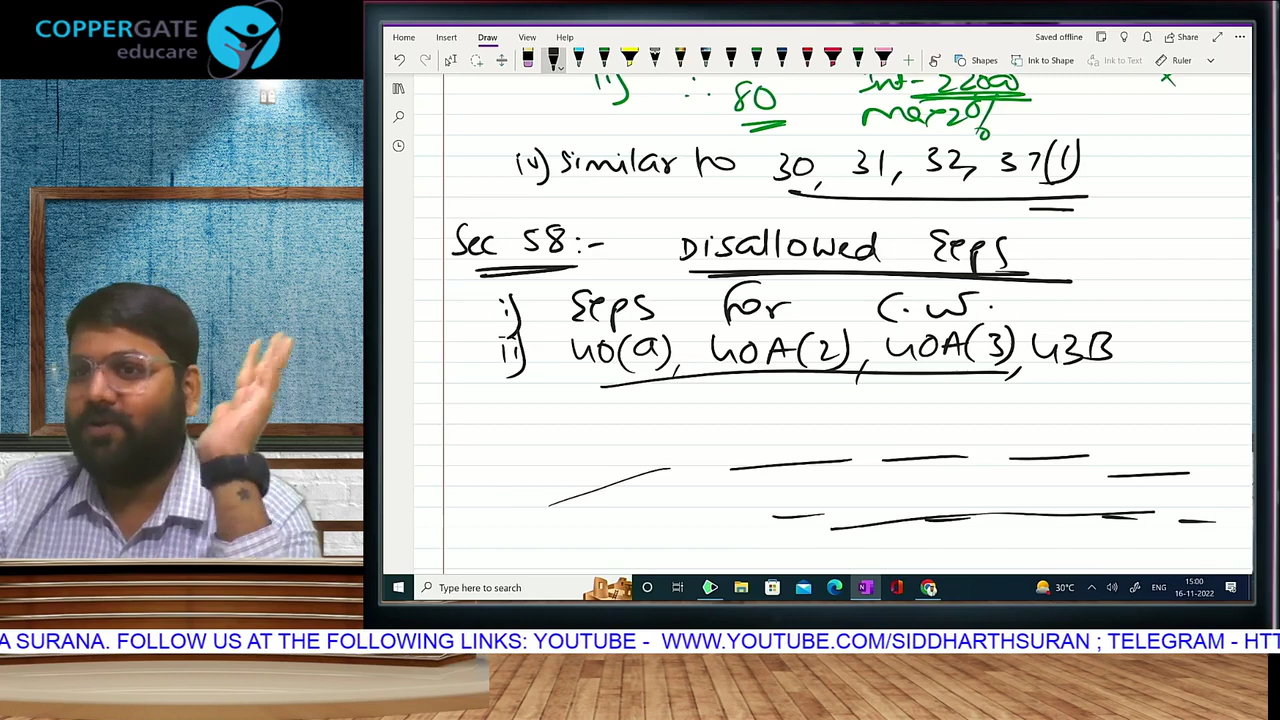 COPPERGATE
educare
Home Insert Draw View Help
Saved offline
Share
Shapes
Ink to Shape
Ink to Text
Ruler
80
22000
max 20%
iv) Similar to 30, 31, 32, 37(1)
Sec 58:- Disallowed Exps
i) Exps for C.W.
ii) 40(a), 40A(2), 40A(3), 43B
Type here to search
30°C
ENG
15:00
16-11-2022
A SURANA. FOLLOW US AT THE FOLLOWING LINKS: YOUTUBE - WWW.YOUTUBE.COM/SIDDHARTHSURAN ; TELEGRAM - HTT